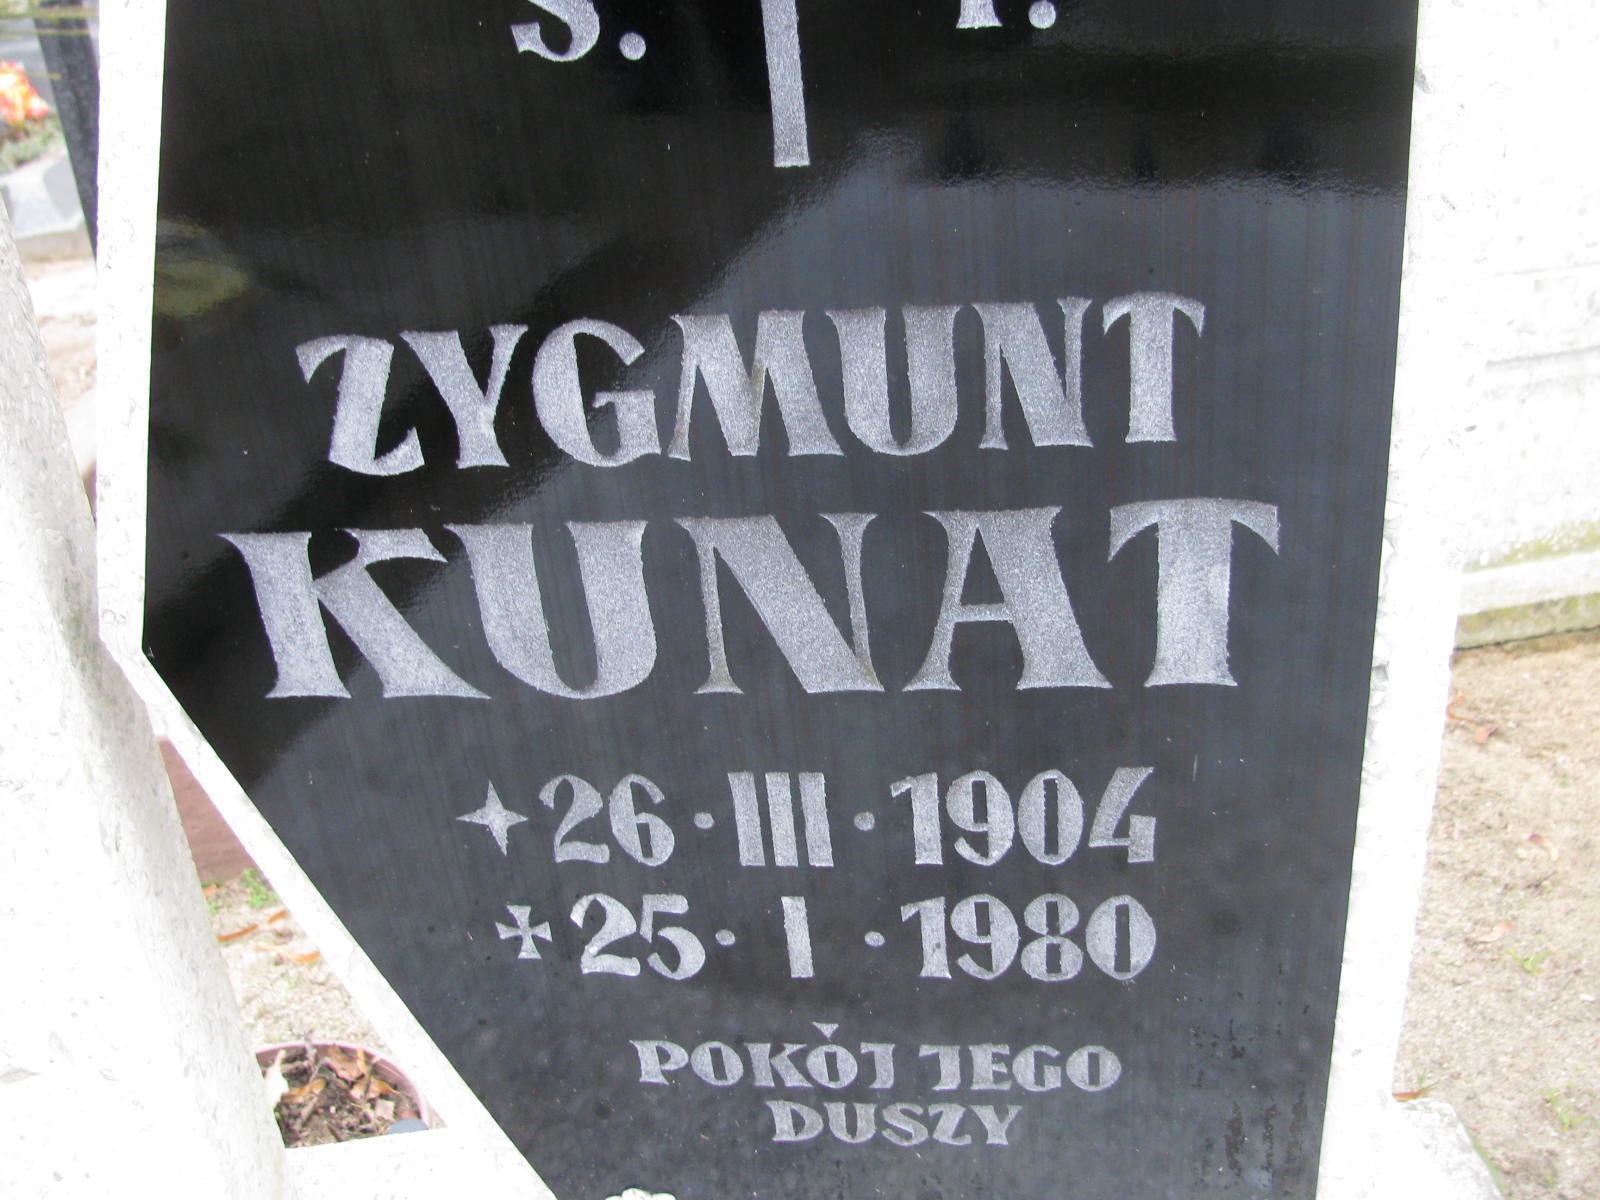 Ś. P.
ZYGMUNT
KUNAT
26·III·1904
25·I·1980
POKÓJ JEGO
DUSZY